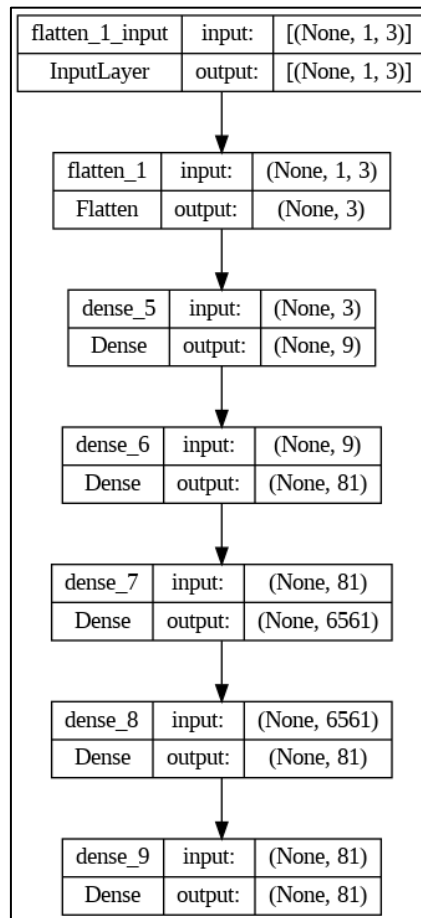 flatten_1_input input: [(None, 1, 3)]
InputLayer output: [(None, 1, 3)]
flatten_1 input: (None, 1, 3)
Flatten output: (None, 3)
dense_5 input: (None, 3)
Dense output: (None, 9)
dense_6 input: (None, 9)
Dense output: (None, 81)
dense_7 input: (None, 81)
Dense output: (None, 6561)
dense_8 input: (None, 6561)
Dense output: (None, 81)
dense_9 input: (None, 81)
Dense output: (None, 81)